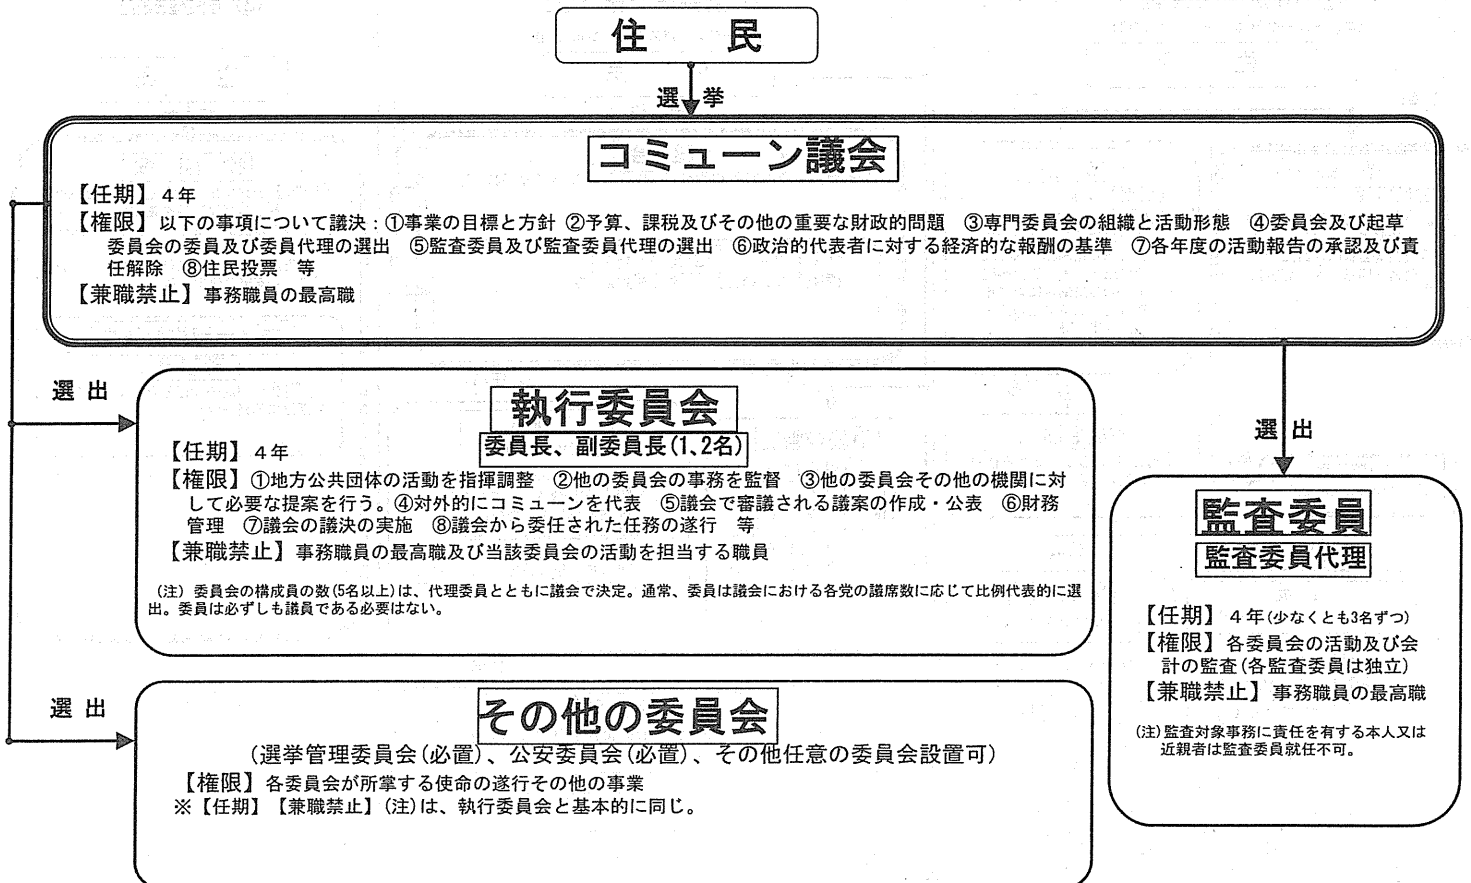 住　民
選　挙
コミューン議会
【任期】４年
【権限】以下の事項について議決：①事業の目標と方針 ②予算、課税及びその他の重要な財政的問題　③専門委員会の組織と活動形態　④委員会及び起草
委員会の委員及び委員代理の選出　⑤監査委員及び監査委員代理の選出　⑥政治的代表者に対する経済的な報酬の基準　⑦各年度の活動報告の承認及び責
任解除　⑧住民投票　等
【兼職禁止】事務職員の最高職
選　出
執行委員会
委員長、副委員長(1、2名)
【任期】４年
【権限】①地方公共団体の活動を指揮調整　②他の委員会の事務を監督　③他の委員会その他の機関に対
して必要な提案を行う。④対外的にコミューンを代表　⑤議会で審議される議案の作成・公表　⑥財務
管理　⑦議会の議決の実施　⑧議会から委任された任務の遂行　等
【兼職禁止】事務職員の最高職及び当該委員会の活動を担当する職員
（注）委員会の構成員の数(5名以上)は、代理委員とともに議会で決定。通常、委員は議会における各党の議席数に応じて比例代表的に選
出。委員は必ずしも議員である必要はない。
選　出
監査委員
監査委員代理
【任期】４年(少なくとも3名ずつ)
【権限】各委員会の活動及び会
計の監査(各監査委員は独立)
【兼職禁止】事務職員の最高職
(注)監査対象事務に責任を有する本人又は
近親者は監査委員就任不可。
選　出
その他の委員会
(選挙管理委員会(必置)、公安委員会(必置)、その他任意の委員会設置可)
【権限】各委員会が所掌する使命の遂行その他の事業
※【任期】【兼職禁止】(注)は、執行委員会と基本的に同じ。